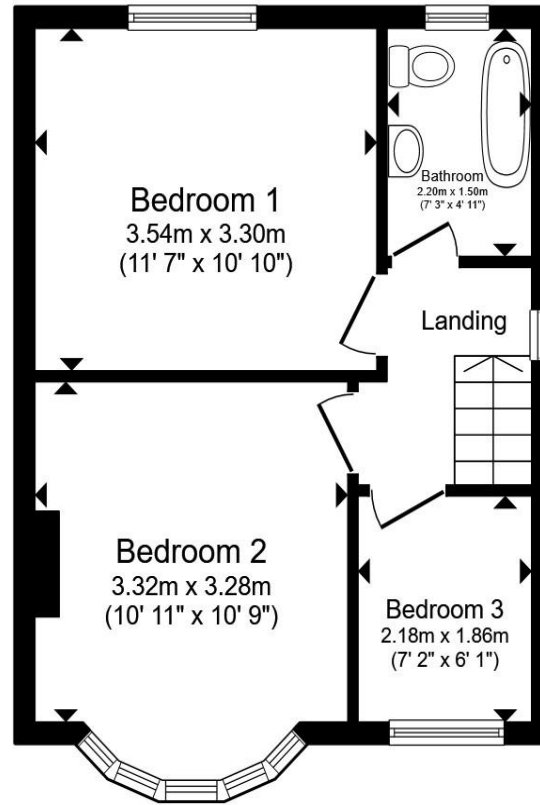 Bedroom 1
3.54m x 3.30m
(11' 7" x 10' 10")
Bathroom
2.20m x 1.50m
(7' 3" x 4' 11")
Landing
Bedroom 2
3.32m x 3.28m
(10' 11" x 10' 9")
Bedroom 3
2.18m x 1.86m
(7' 2" x 6' 1")